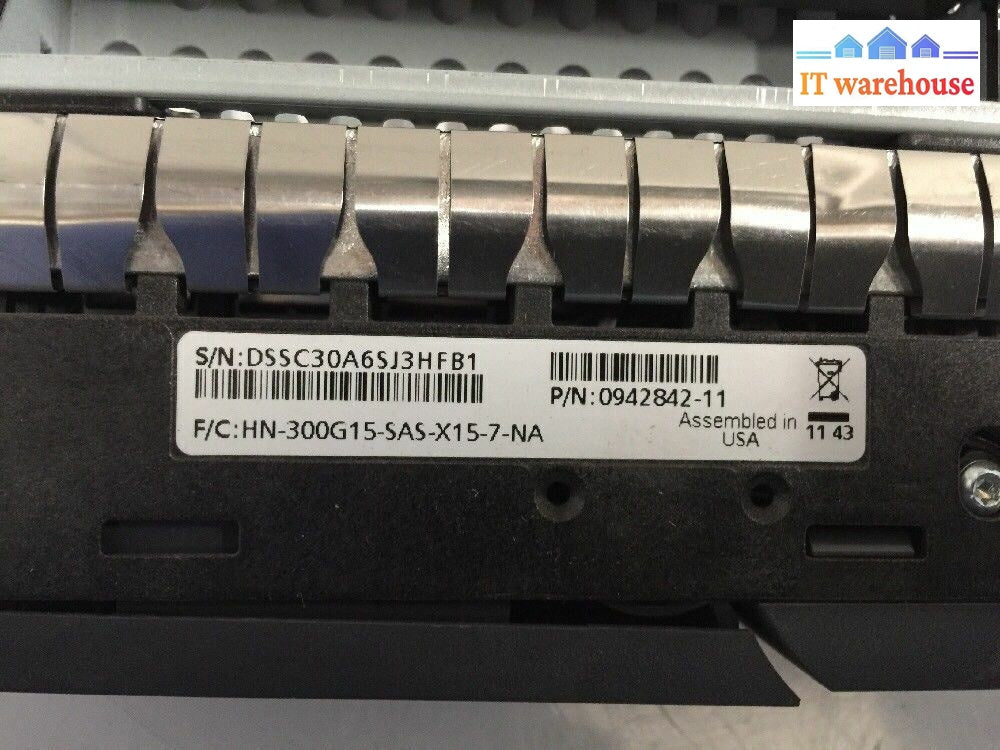 IT warehouse
S/N:DSSC30A6SJ3HFB1
P/N:0942842-11
F/C:HN-300G15-SAS-X15-7-NA
Assembled in
USA
11 43